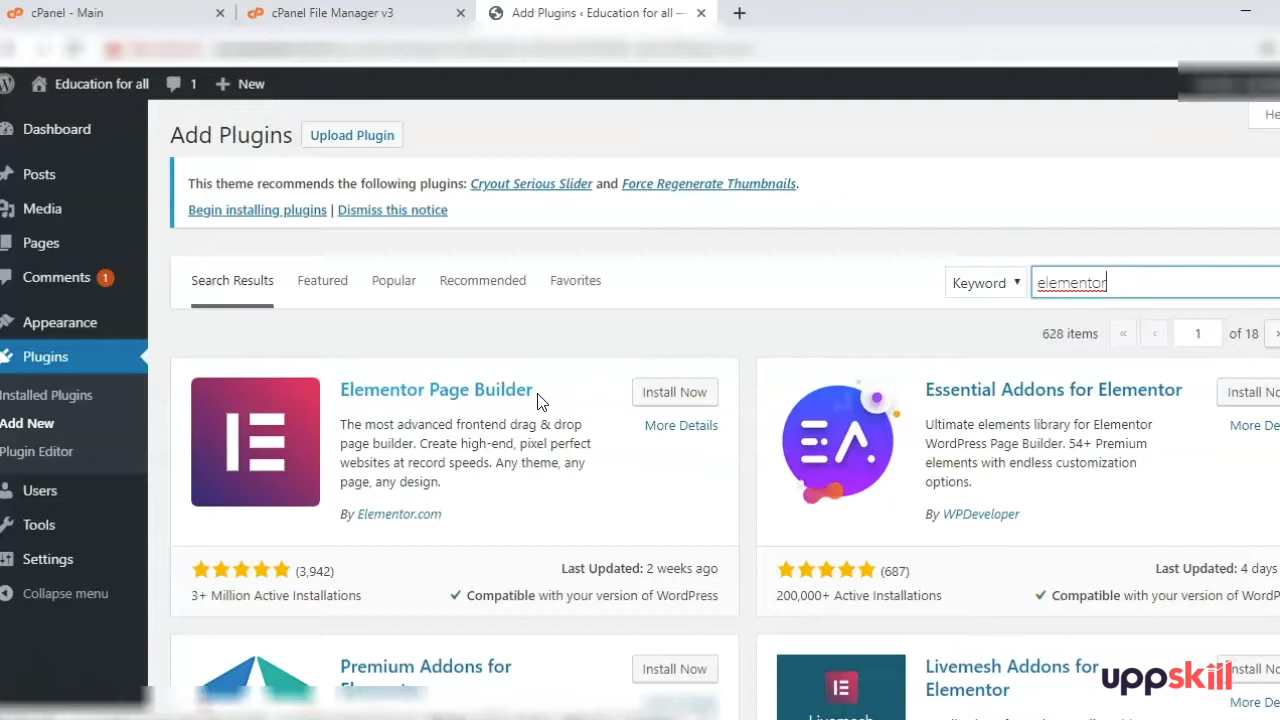 cPanel - Main
cPanel File Manager v3
Add Plugins ‹ Education for all —
Education for all
1
New
Dashboard
Posts
Media
Pages
Comments 1
Appearance
Plugins
Installed Plugins
Add New
Plugin Editor
Users
Tools
Settings
Collapse menu
Add Plugins
Upload Plugin
He
This theme recommends the following plugins: Cryout Serious Slider and Force Regenerate Thumbnails.
Begin installing plugins | Dismiss this notice
Search Results
Featured
Popular
Recommended
Favorites
Keyword
elementor
628 items « ‹ 1 of 18 ›
Elementor Page Builder
Install Now
More Details
The most advanced frontend drag & drop
page builder. Create high-end, pixel perfect
websites at record speeds. Any theme, any
page, any design.
By Elementor.com
(3,942)
3+ Million Active Installations
Last Updated: 2 weeks ago
Compatible with your version of WordPress
Essential Addons for Elementor
Install No
More De
Ultimate elements library for Elementor
WordPress Page Builder. 54+ Premium
elements with endless customization
options.
By WPDeveloper
(687)
200,000+ Active Installations
Last Updated: 4 days
Compatible with your version of WordP
Premium Addons for
Install Now
Livemesh Addons for
Elementor
More De
uppskill